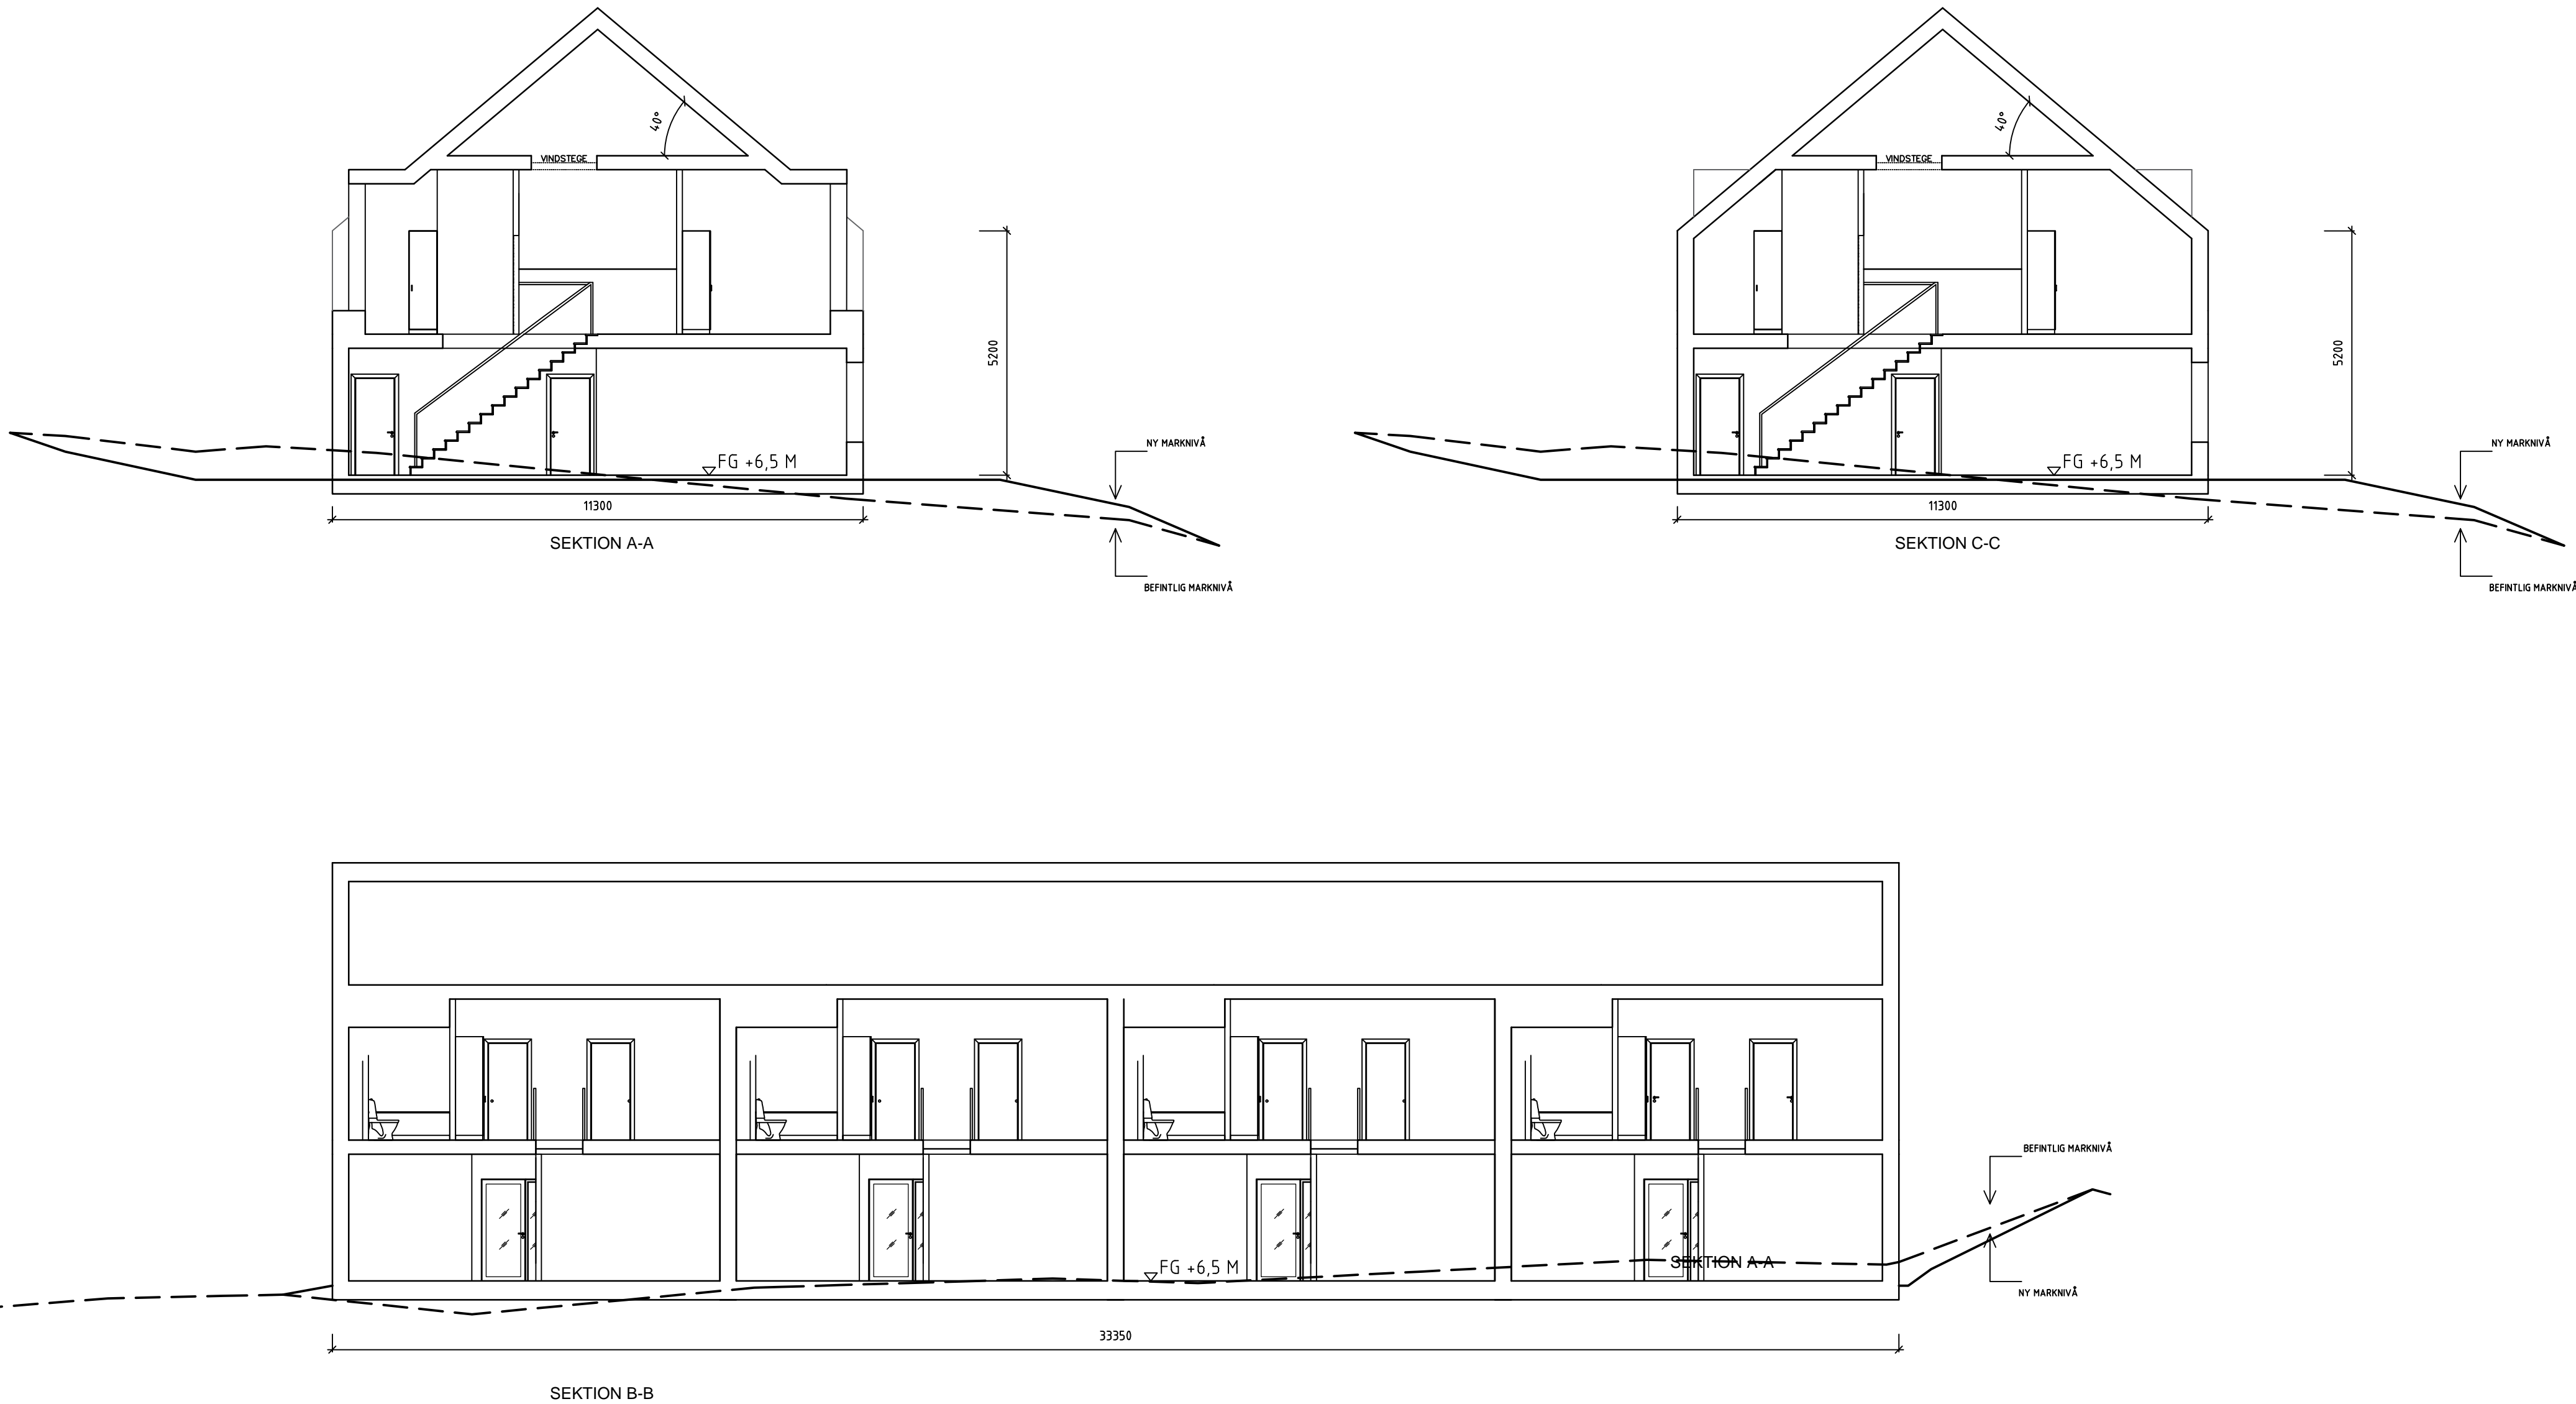 40°
VINDSTEGE
5200
NY MARKNIVÅ
FG +6,5 M
11300
SEKTION A-A
BEFINTLIG MARKNIVÅ
40°
VINDSTEGE
5200
NY MARKNIVÅ
FG +6,5 M
11300
SEKTION C-C
BEFINTLIG MARKNIVÅ
BEFINTLIG MARKNIVÅ
FG +6,5 M
SEKTION A-A
NY MARKNIVÅ
33350
SEKTION B-B